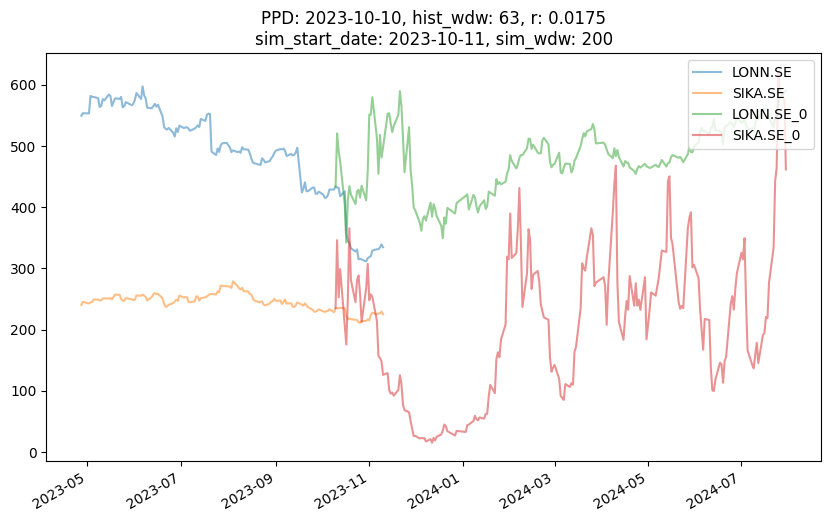 PPD: 2023-10-10, hist_wdw: 63, r: 0.0175
sim_start_date: 2023-10-11, sim_wdw: 200
LONN.SE
SIKA.SE
LONN.SE_0
SIKA.SE_0
600
500
400
300
200
100
0
2023-05
2023-07
2023-09
2023-11
2024-01
2024-03
2024-05
2024-07